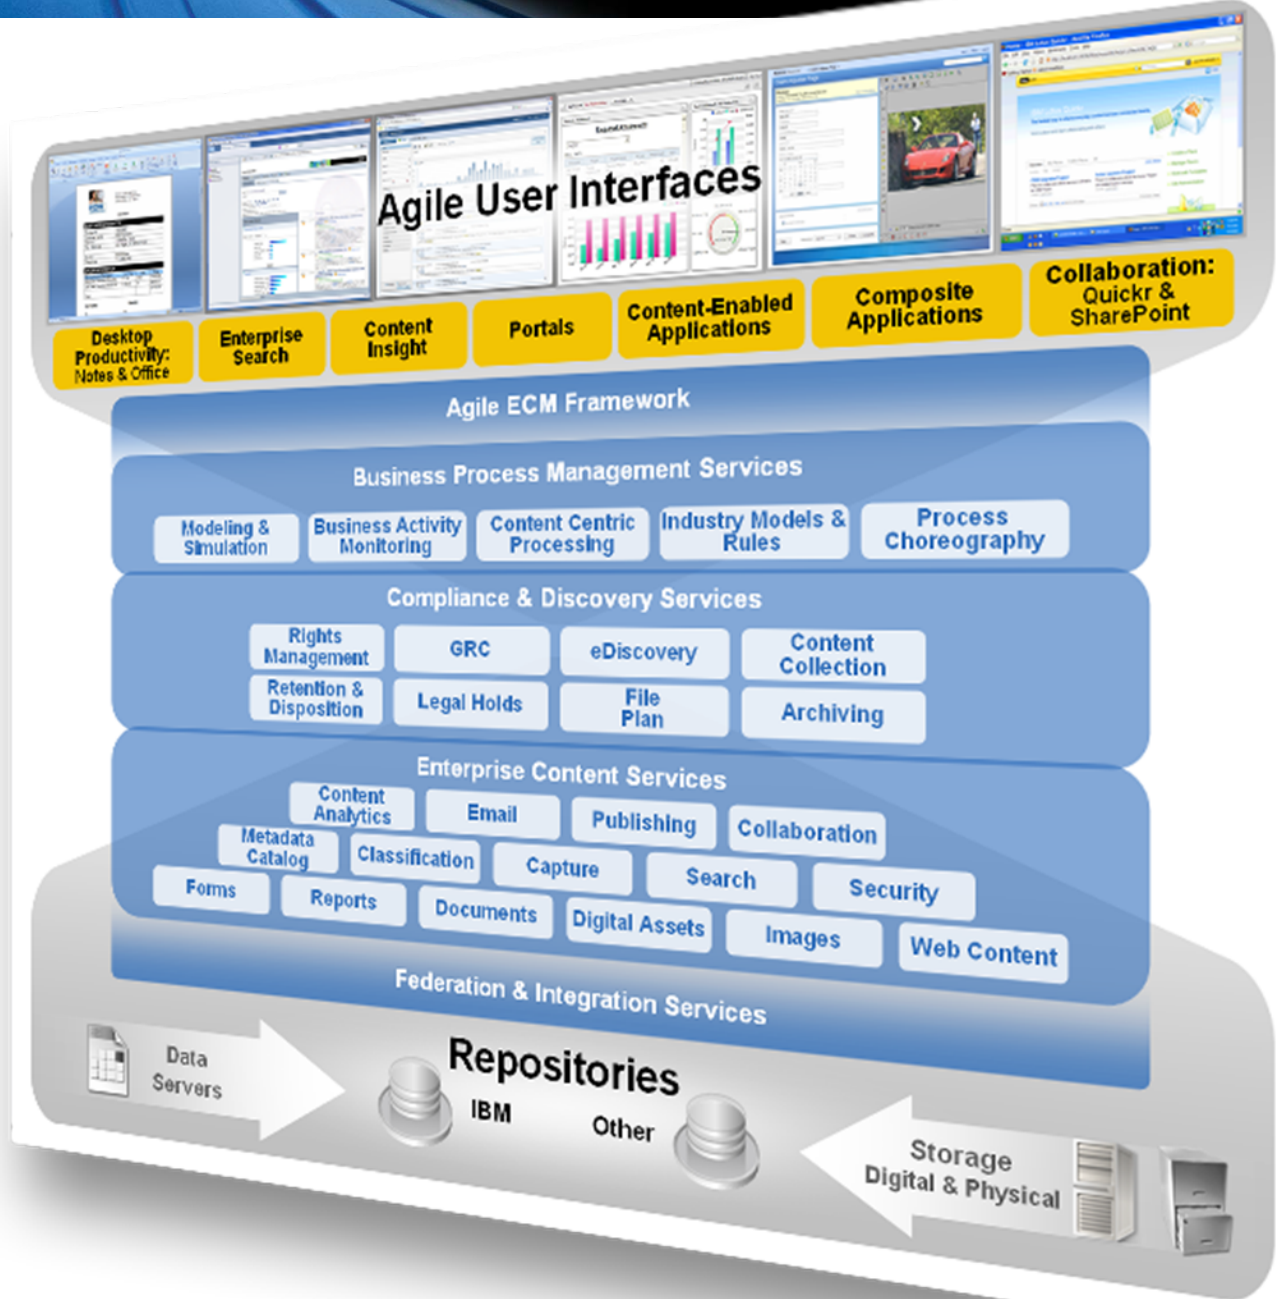 Agile User Interfaces
Desktop
Productivity:
Notes & Office
Enterprise
Search
Content
Insight
Portals
Content-Enabled
Applications
Composite
Applications
Collaboration:
Quickr &
SharePoint
Agile ECM Framework
Business Process Management Services
Modeling &
Simulation
Business Activity
Monitoring
Content Centric
Processing
Industry Models &
Rules
Process
Choreography
Compliance & Discovery Services
Rights
Management
GRC
eDiscovery
Content
Collection
Retention &
Disposition
Legal Holds
File
Plan
Archiving
Enterprise Content Services
Content
Analytics
Email
Publishing
Collaboration
Metadata
Catalog
Classification
Capture
Search
Security
Forms
Reports
Documents
Digital Assets
Images
Web Content
Federation & Integration Services
Data
Servers
Repositories
IBM
Other
Storage
Digital & Physical